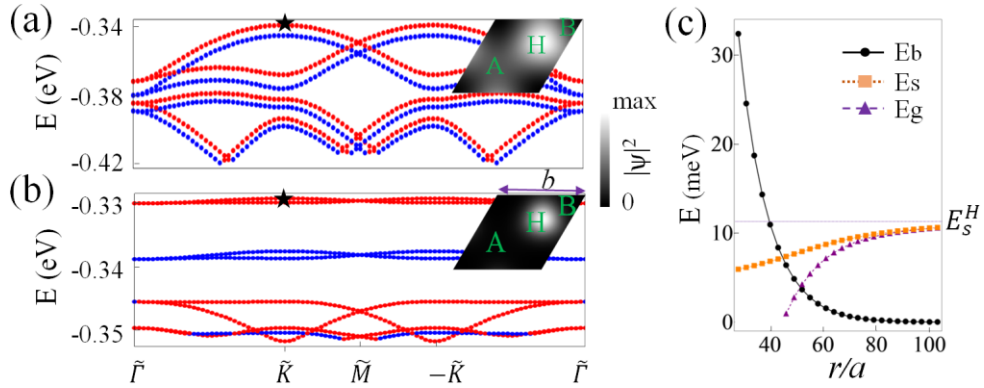 (a)
E (eV)
-0.34
-0.38
-0.42
A
H
B
max
|ψ|²
0
(b)
E (eV)
-0.33
-0.34
-0.35
b
A
H
B
Γ̃
K̃
M̃
−K̃
Γ̃
(c)
E (meV)
30
20
10
0
Eb
Es
Eg
E_s^H
40
60
80
100
r/a